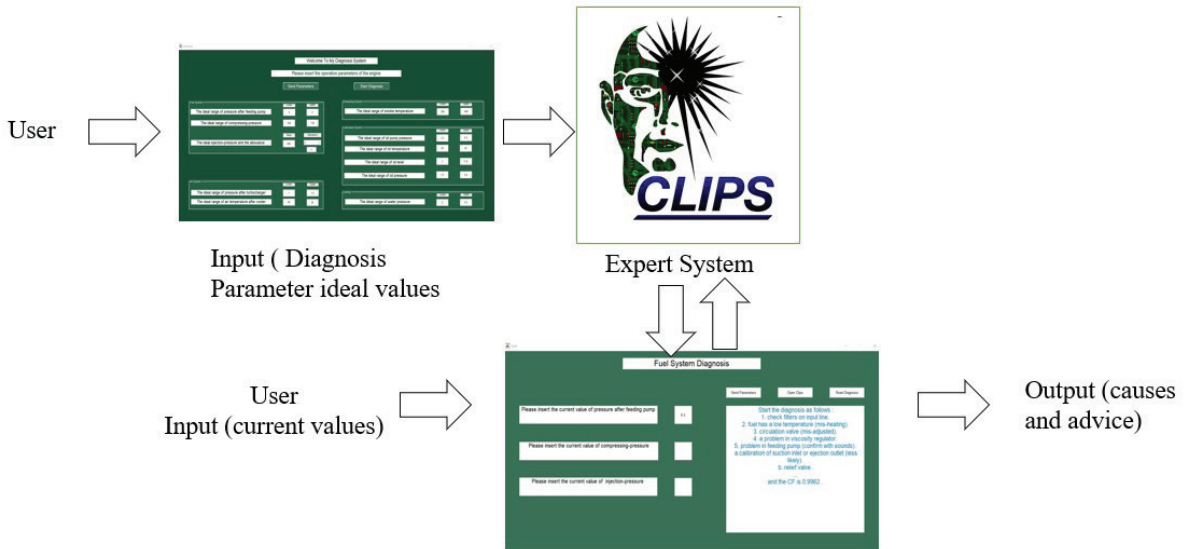 Welcome To My Diagnosis System
Please insert the operation parameters of the engine
Send Parameters
Start Diagnosis
The ideal range of pressure after feeding pump
The ideal range of compressing-pressure
The ideal injection-pressure and the allowance
The ideal range of pressure after turbocharger
The ideal range of air temperature after cooler
The ideal range of smoke temperature
The ideal range of oil pump pressure
The ideal range of oil temperature
The ideal range of oil level
The ideal range of oil pressure
The ideal range of water pressure
CLIPS
User
Input ( Diagnosis
Parameter ideal values
Expert System
Fuel System Diagnosis
User
Input (current values)
Please insert the current value of pressure after feeding pump
Please insert the current value of compressing-pressure
Please insert the current value of injection-pressure
Send Parameters
Open Clips
Read Diagnosis
Start the diagnosis as follows :
1. check filters on input line.
2. fuel has a low temperature (mis-heating).
3. circulation valve (mis-adjusted).
4. a problem in viscosity regulator
5. problem in feeding pump (confirm with sounds).
a calibration of suction inlet or ejection outlet (less
likely).
b. relief valve
and the CF is 0.9982 .
Output (causes
and advice)